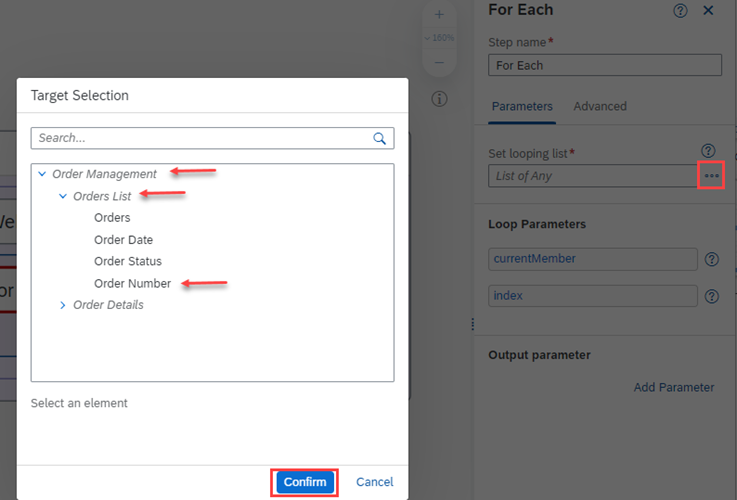 For Each
Step name*
For Each
Parameters Advanced
Set looping list*
List of Any
Loop Parameters
currentMember
index
Output parameter
Add Parameter
160%
Target Selection
Search...
Order Management
Orders List
Orders
Order Date
Order Status
Order Number
Order Details
Select an element
Confirm Cancel